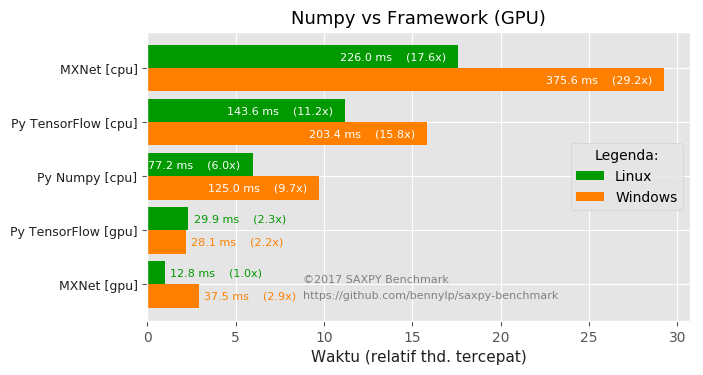 Numpy vs Framework (GPU)
MXNet [cpu]
226.0 ms (17.6x)
375.6 ms (29.2x)
Py TensorFlow [cpu]
143.6 ms (11.2x)
203.4 ms (15.8x)
Py Numpy [cpu]
77.2 ms (6.0x)
125.0 ms (9.7x)
Py TensorFlow [gpu]
29.9 ms (2.3x)
28.1 ms (2.2x)
MXNet [gpu]
12.8 ms (1.0x)
37.5 ms (2.9x)
Legenda:
Linux
Windows
©2017 SAXPY Benchmark
https://github.com/bennylp/saxpy-benchmark
0 5 10 15 20 25 30
Waktu (relatif thd. tercepat)